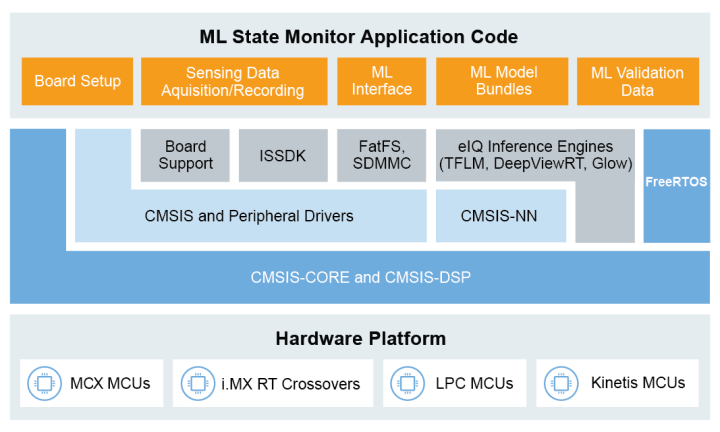 ML State Monitor Application Code
Board Setup
Sensing Data
Aquisition/Recording
ML
Interface
ML Model
Bundles
ML Validation
Data
Board
Support
ISSDK
FatFS,
SDMMC
eIQ Inference Engines
(TFLM, DeepViewRT, Glow)
FreeRTOS
CMSIS and Peripheral Drivers
CMSIS-NN
CMSIS-CORE and CMSIS-DSP
Hardware Platform
MCX MCUs
i.MX RT Crossovers
LPC MCUs
Kinetis MCUs